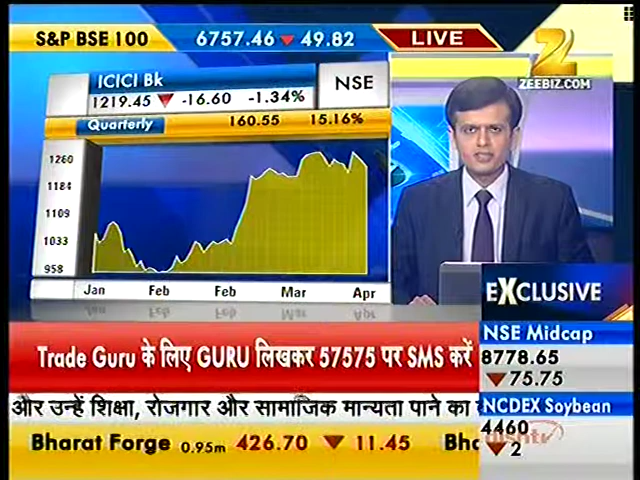 S&P BSE 100
6757.46 ▼ 49.82
LIVE
ICICI Bk
1219.45 ▼ -16.60 -1.34%
NSE
Quarterly 160.55 15.16%
ZEEBIZ.COM
1260
1184
1109
1033
958
Jan Feb Feb Mar Apr
EXCLUSIVE
Trade Guru के लिए GURU लिखकर 57575 पर SMS करें
NSE Midcap
8778.65
▼ 75.75
और उन्हें शिक्षा, रोजगार और सामाजिक मान्यता पाने का
NCDEX Soybean
4460
▼ 2
dishtv
Bharat Forge 0.95m 426.70 ▼ 11.45 Bha